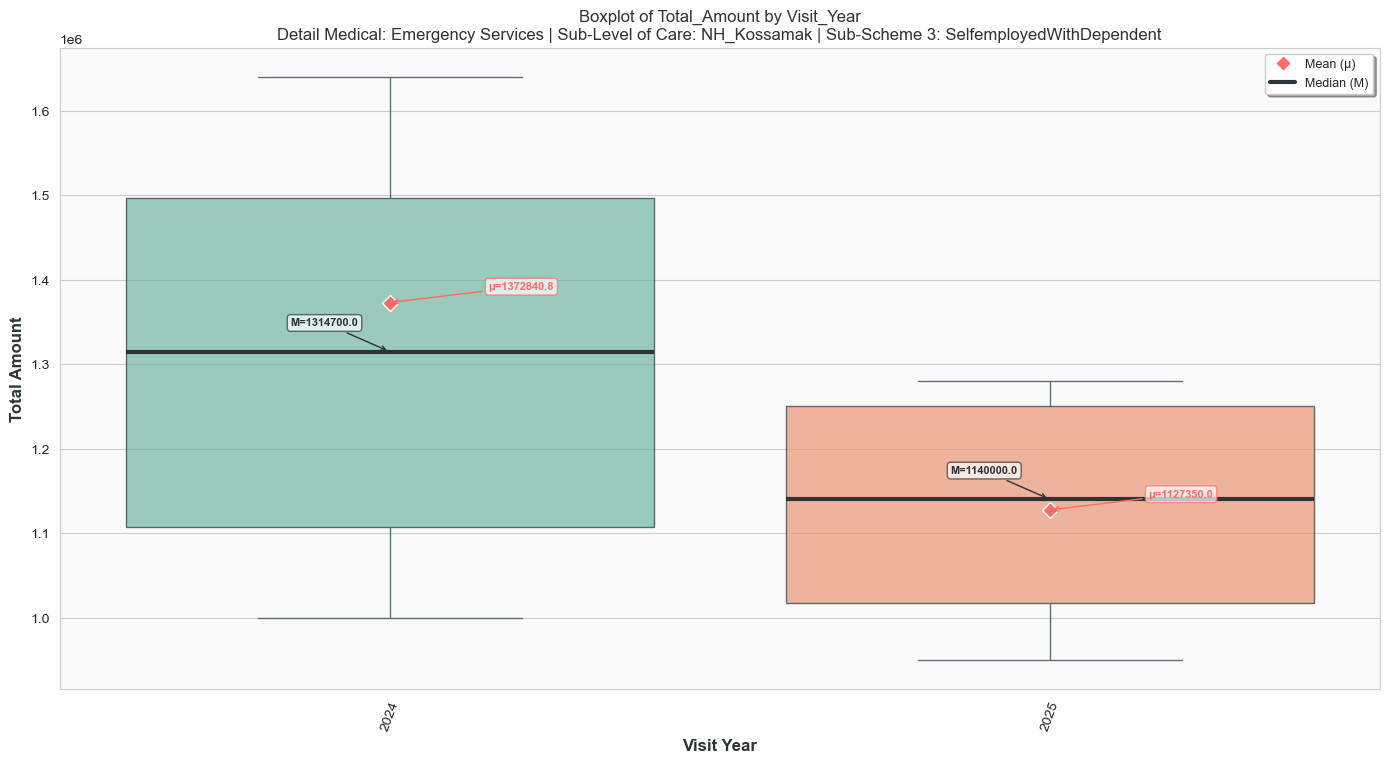 Boxplot of Total_Amount by Visit_Year
Detail Medical: Emergency Services | Sub-Level of Care: NH_Kossamak | Sub-Scheme 3: SelfemployedWithDependent
1e6
Mean (μ)
Median (M)
1.6
1.5
1.4
1.3
1.2
1.1
1.0
Total Amount
μ=1372840.8
M=1314700.0
M=1140000.0
μ=1127350.0
2024
2025
Visit Year